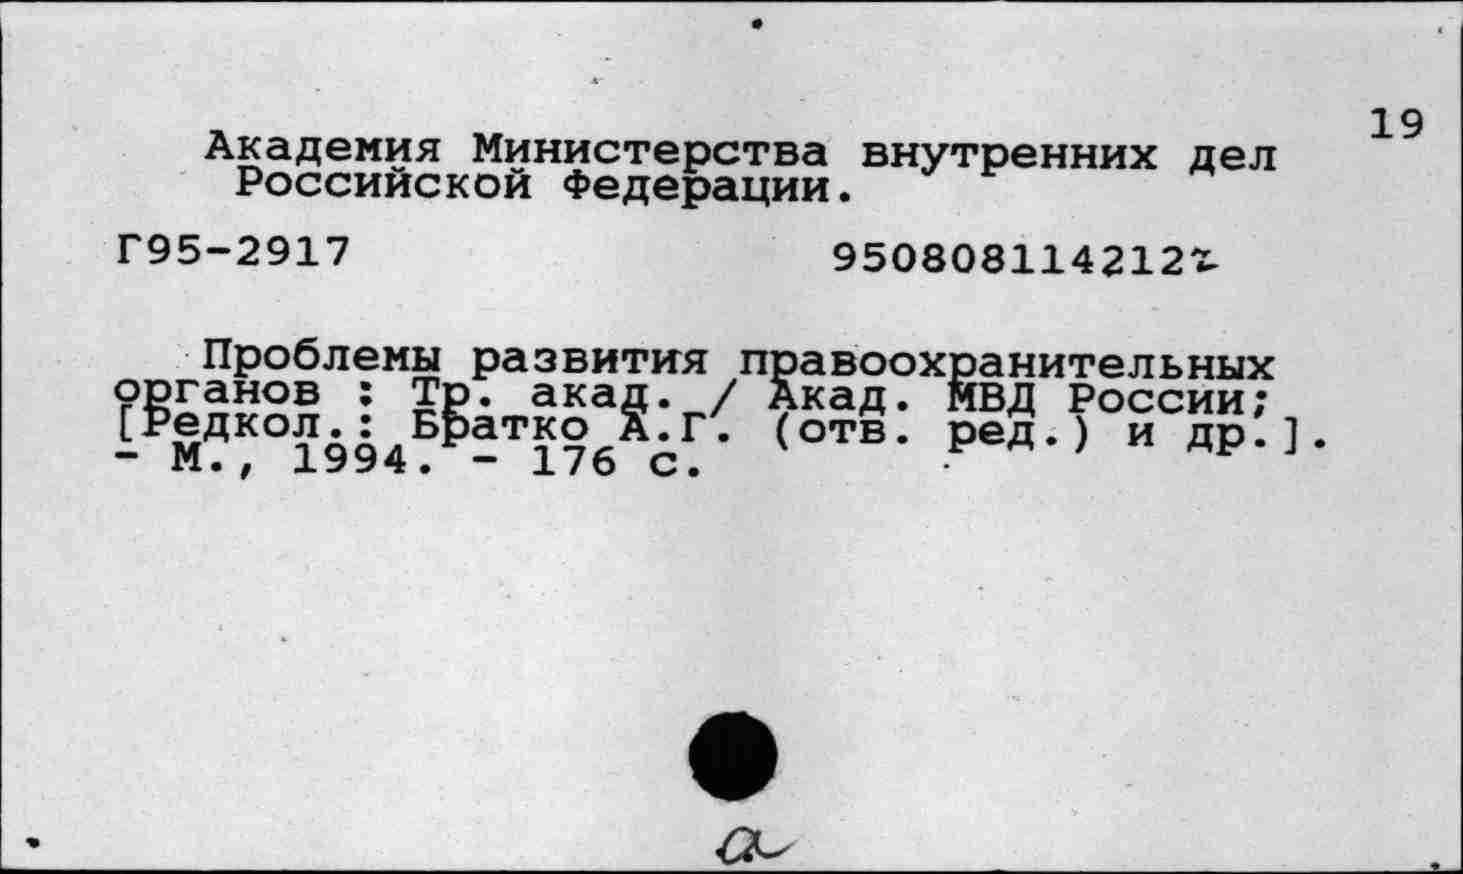 19
Академия Министерства внутренних дел
Российской Федерации.
Г95-2917 950808114212
Проблемы развития правоохранительных
органов : Тр. акад. / Акад. МВД России;
[Редкол.: Братко А.Г. (отв. ред.) и др.].
- М., 1994. - 176 с.